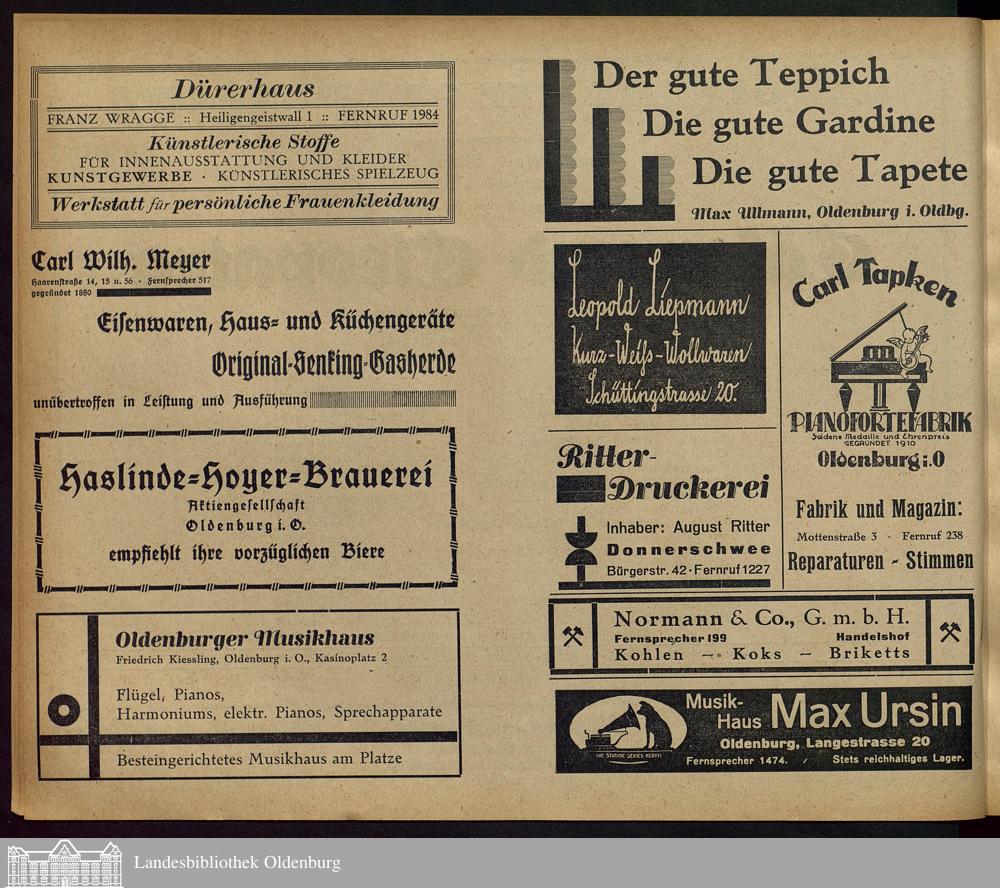 Dürerhaus
FRANZ WRAGGE :: Heiligengeistwall 1 :: FERNRUF 1984
Künstlerische Stoffe
FÜR INNENAUSSTATTUNG UND KLEIDER
KUNSTGEWERBE · KÜNSTLERISCHES SPIELZEUG
Werkstatt für persönliche Frauenkleidung
Carl Wilh. Meyer
Haarenstraße 14, 15 u. 56 · Fernsprecher 517
gegründet 1880
Eisenwaren, Haus- und Küchengeräte
Original-Senking-Gasherde
unübertroffen in Leistung und Ausführung
Haslinde-Hoyer-Brauerei
Aktiengesellschaft
Oldenburg i. O.
empfiehlt ihre vorzüglichen Biere
Oldenburger Musikhaus
Friedrich Kiessling, Oldenburg i. O., Kasinoplatz 2
Flügel, Pianos,
Harmoniums, elektr. Pianos, Sprechapparate
Besteingerichtetes Musikhaus am Platze
Der gute Teppich
Die gute Gardine
Die gute Tapete
Max Ullmann, Oldenburg i. Oldbg.
Leopold Liepmann
Kurz-Weiß-Wollwaren
Schüttingstrasse 20.
Carl Tapken
PIANOFORTEFABRIK
Goldene Medaille und Ehrenpreis
GEGRÜNDET 1910
Oldenburg i. O
Fabrik und Magazin:
Mottenstraße 3 · Fernruf 238
Reparaturen - Stimmen
Ritter-
Druckerei
Inhaber: August Ritter
Donnerschwee
Bürgerstr. 42 · Fernruf 1227
Normann & Co., G. m. b. H.
Fernsprecher 199 Handelshof
Kohlen — Koks — Briketts
DIE STIMME SEINES HERRN
Musik-
Haus Max Ursin
Oldenburg, Langestrasse 20
Fernsprecher 1474. Stets reichhaltiges Lager.
Landesbibliothek Oldenburg